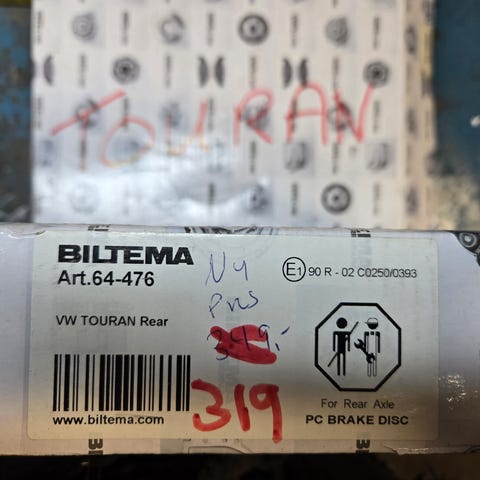 TOURAN
BILTEMA
Art.64-476
Ny
Pris
349.-
319
E1 90 R - 02 C0250/0393
VW TOURAN Rear
www.biltema.com
For Rear Axle
PC BRAKE DISC